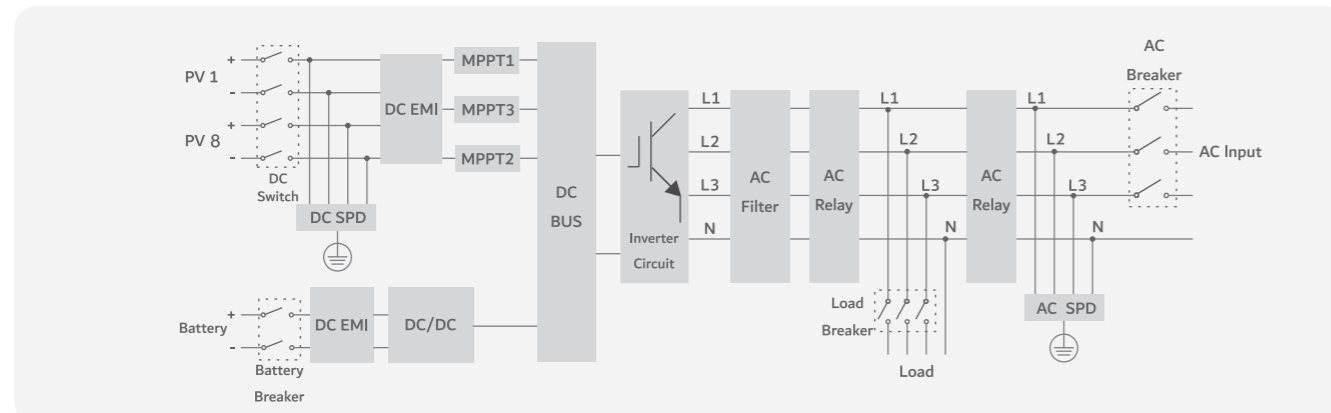 PV 1
+
-
PV 8
+
-
DC
Switch
DC SPD
DC EMI
MPPT1
MPPT3
MPPT2
Battery
+
-
Battery
Breaker
DC EMI
DC/DC
DC
BUS
Inverter
Circuit
L1
L2
L3
N
AC
Filter
AC
Relay
L1
L2
L3
N
Load
Breaker
Load
AC
Relay
L1
L2
L3
N
AC SPD
AC
Breaker
AC Input